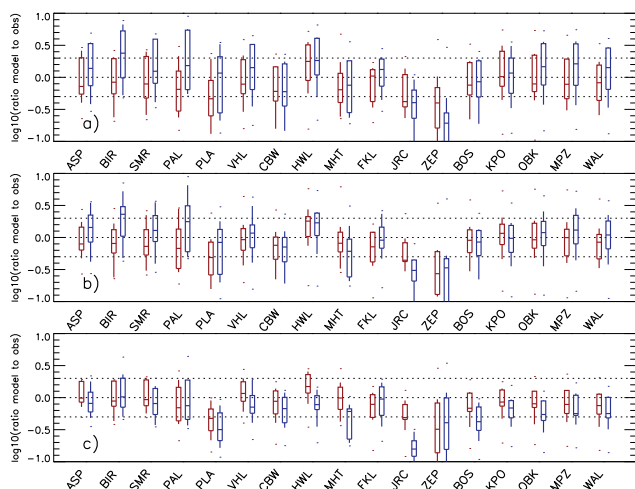 log10(ratio model to obs)
1.0
0.5
0.0
-0.5
-1.0
a)
ASP BIR SMR PAL PLA VHL CBW HWL MHT FKL JRC ZEP BOS KPO OBK MPZ WAL
log10(ratio model to obs)
1.0
0.5
0.0
-0.5
-1.0
b)
ASP BIR SMR PAL PLA VHL CBW HWL MHT FKL JRC ZEP BOS KPO OBK MPZ WAL
log10(ratio model to obs)
1.0
0.5
0.0
-0.5
-1.0
c)
ASP BIR SMR PAL PLA VHL CBW HWL MHT FKL JRC ZEP BOS KPO OBK MPZ WAL